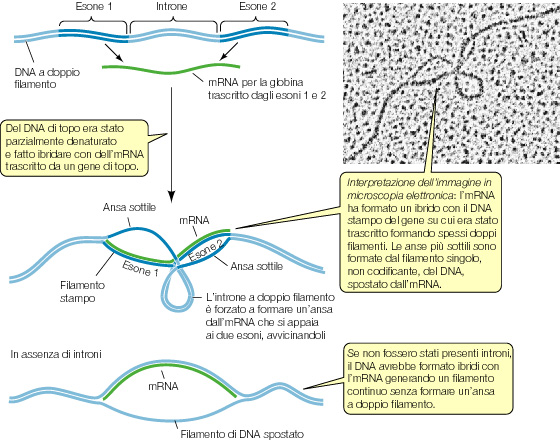 Esone 1
Introne
Esone 2
DNA a doppio
filamento
mRNA per la globina
trascritto dagli esoni 1 e 2
Del DNA di topo era stato
parzialmente denaturato
e fatto ibridare con dell'mRNA
trascritto da un gene di topo.
Interpretazione dell'immagine in
microscopia elettronica: l'mRNA
ha formato un ibrido con il DNA
stampo del gene su cui era stato
trascritto formando spessi doppi
filamenti. Le anse più sottili sono
formate dal filamento singolo,
non codificante, del DNA,
spostato dall'mRNA.
Ansa sottile
mRNA
Esone 1
Esone 2
Ansa sottile
Filamento
stampo
L'introne a doppio filamento
è forzato a formare un'ansa
dall'mRNA che si appaia
ai due esoni, avvicinandoli
In assenza di introni
mRNA
Filamento di DNA spostato
Se non fossero stati presenti introni,
il DNA avrebbe formato ibridi con
l'mRNA generando un filamento
continuo senza formare un'ansa
a doppio filamento.